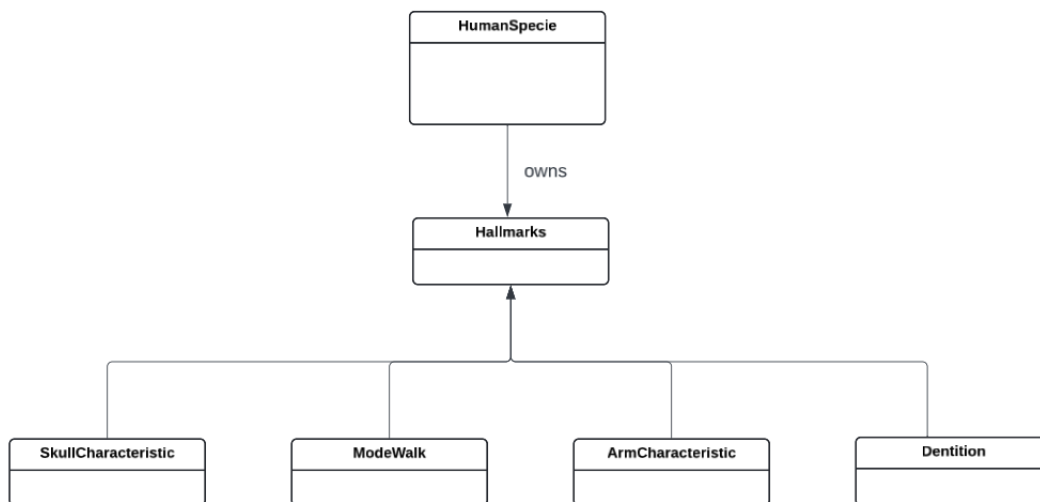 HumanSpecie
owns
Hallmarks
SkullCharacteristic
ModeWalk
ArmCharacteristic
Dentition